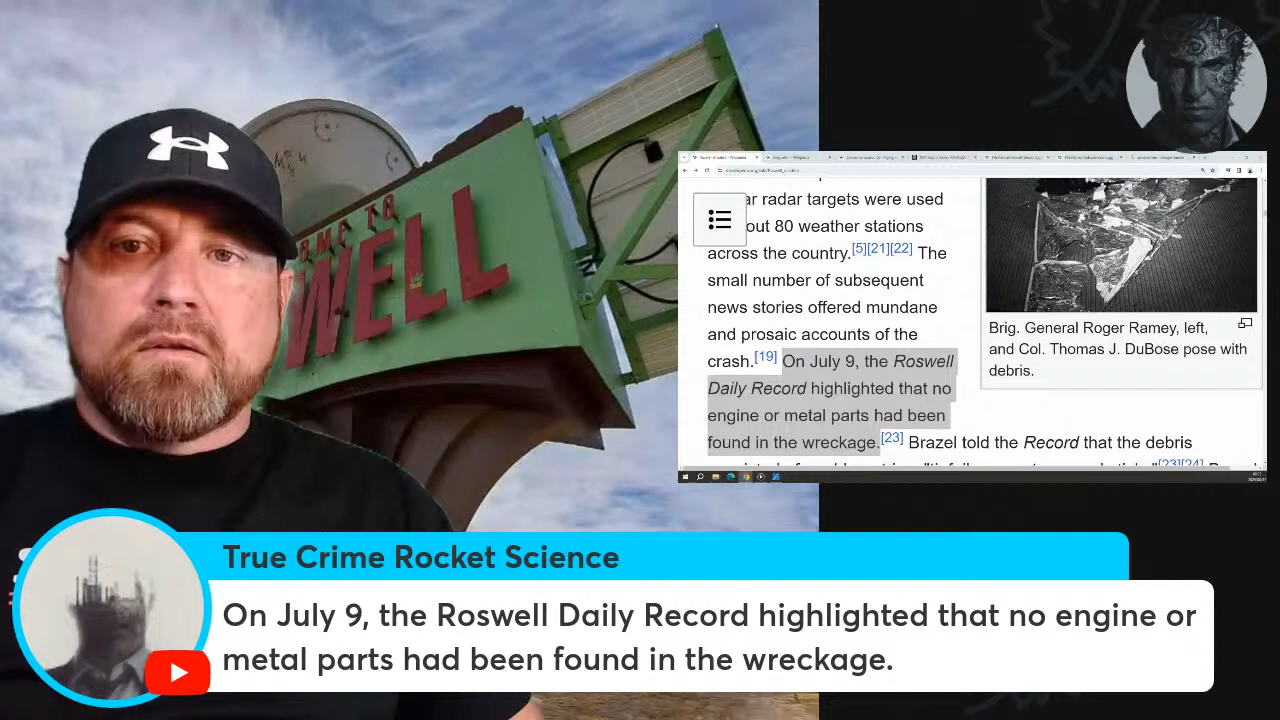 WELL
ar radar targets were used
out 80 weather stations
across the country.[5][21][22] The
small number of subsequent
news stories offered mundane
and prosaic accounts of the
crash.[19] On July 9, the Roswell
Daily Record highlighted that no
engine or metal parts had been
found in the wreckage.[23] Brazel told the Record that the debris
Brig. General Roger Ramey, left,
and Col. Thomas J. DuBose pose with
debris.
True Crime Rocket Science
On July 9, the Roswell Daily Record highlighted that no engine or
metal parts had been found in the wreckage.